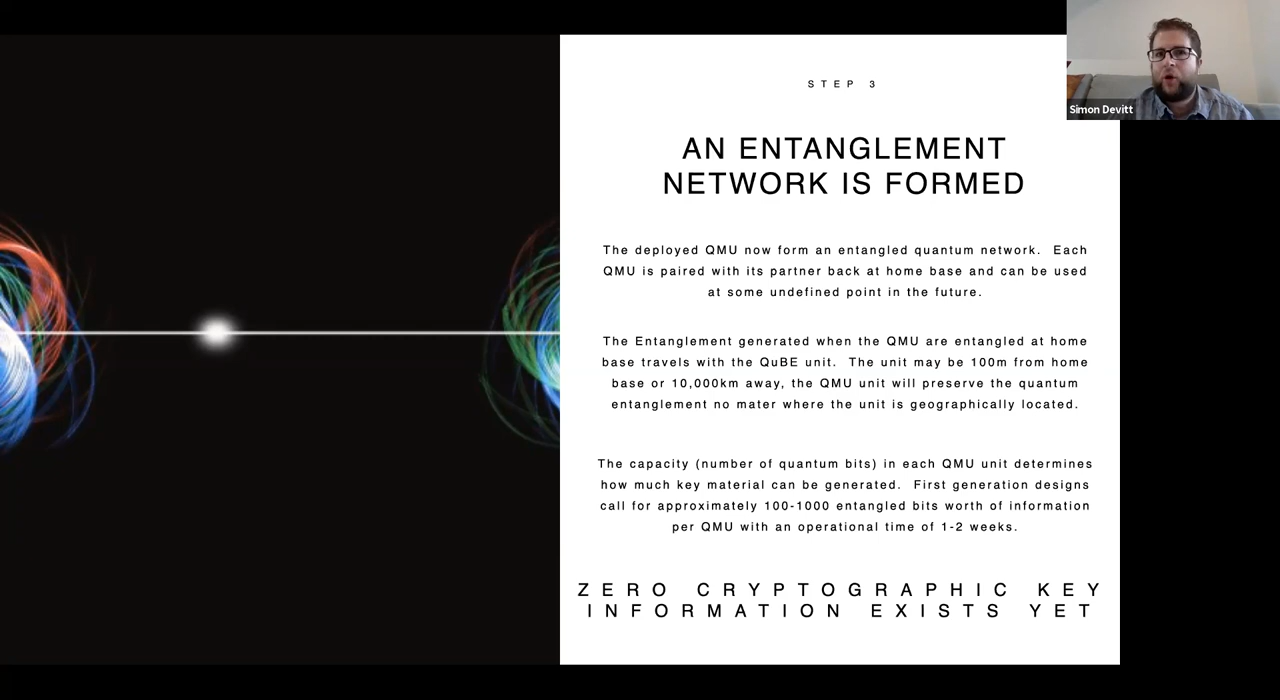 STEP 3
AN ENTANGLEMENT
NETWORK IS FORMED
The deployed QMU now form an entangled quantum network. Each
QMU is paired with its partner back at home base and can be used
at some undefined point in the future.
The Entanglement generated when the QMU are entangled at home
base travels with the QuBE unit. The unit may be 100m from home
base or 10,000km away, the QMU unit will preserve the quantum
entanglement no mater where the unit is geographically located.
The capacity (number of quantum bits) in each QMU unit determines
how much key material can be generated. First generation designs
call for approximately 100-1000 entangled bits worth of information
per QMU with an operational time of 1-2 weeks.
ZERO CRYPTOGRAPHIC KEY
INFORMATION EXISTS YET
Simon Devitt